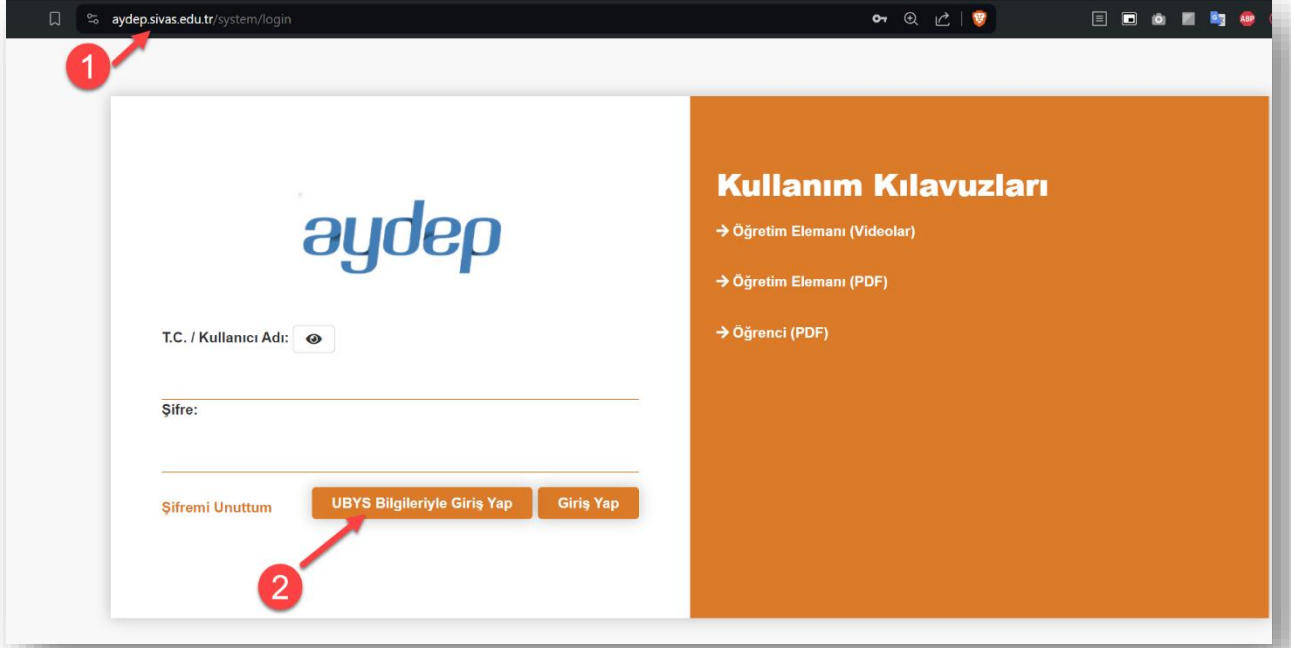 aydep.sivas.edu.tr/system/login
ABP
1
aydep
T.C. / Kullanıcı Adı:
Şifre:
Şifremi Unuttum
UBYS Bilgileriyle Giriş Yap
Giriş Yap
2
Kullanım Kılavuzları
→ Öğretim Elemanı (Videolar)
→ Öğretim Elemanı (PDF)
→ Öğrenci (PDF)